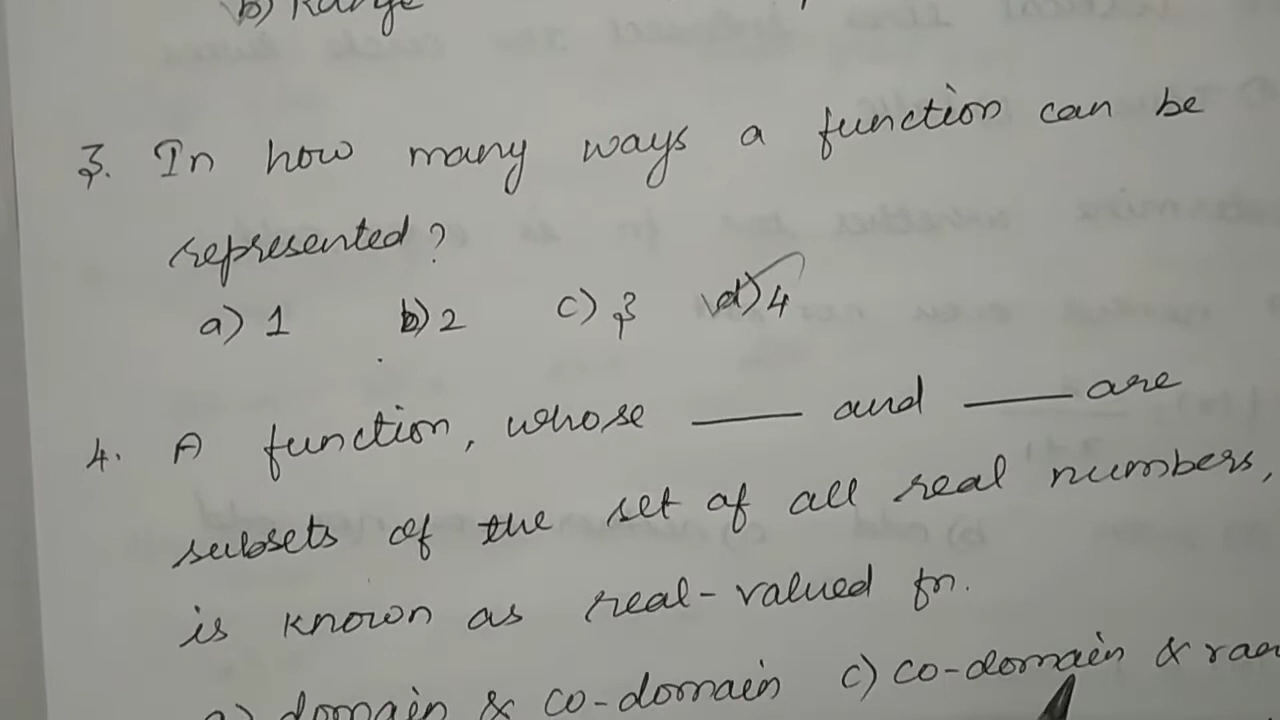 b) Range
3. In how many ways a function can be
represented?
a) 1 b) 2 c) 3 d) 4
4. A function, whose ___ and ___ are
subsets of the set of all real numbers,
is known as real-valued fn.
a) domain & co-domain c) co-domain &